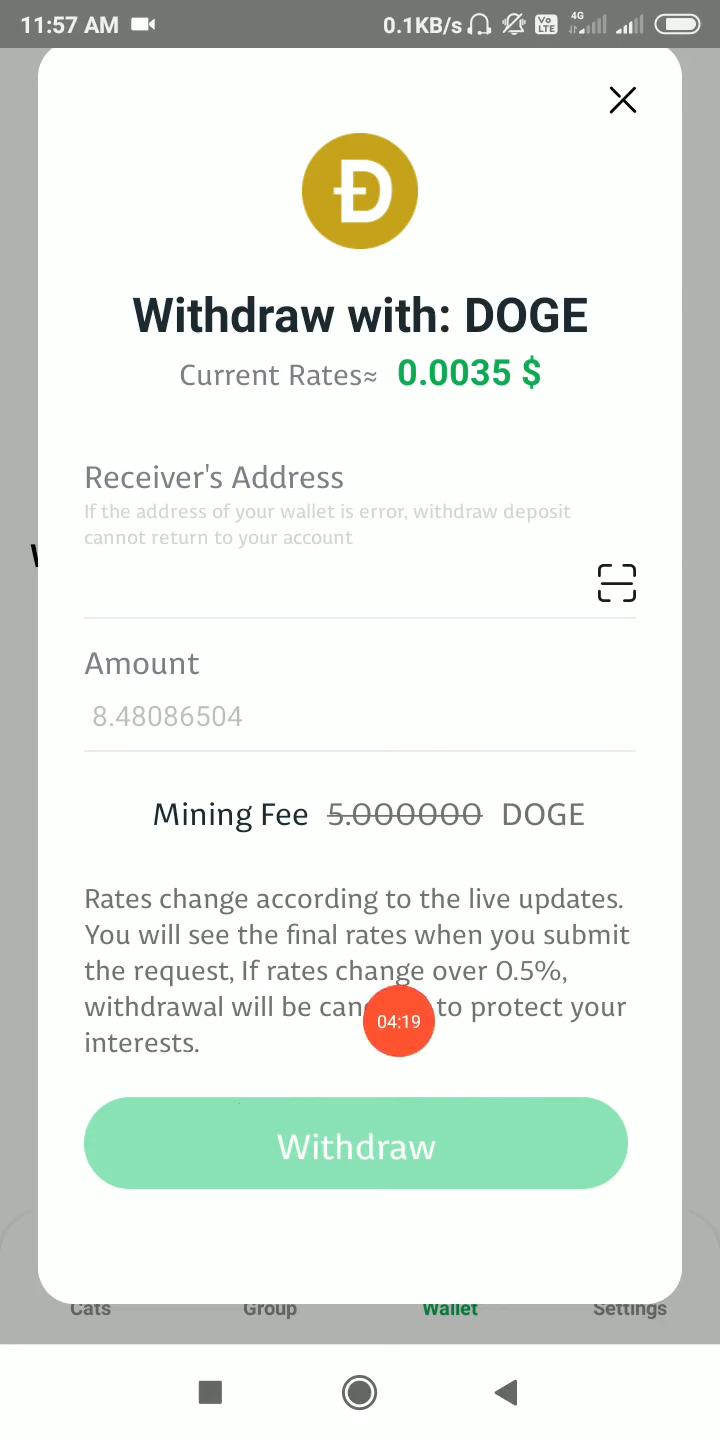 11:57 AM 0.1KB/s Vo LTE 4G
Withdraw with: DOGE
Current Rates≈ 0.0035 $
Receiver's Address
If the address of your wallet is error, withdraw deposit
cannot return to your account
Amount
8.48086504
Mining Fee 5.000000 DOGE
Rates change according to the live updates.
You will see the final rates when you submit
the request, If rates change over 0.5%,
withdrawal will be to protect your
04:19
interests.
Withdraw
Cats Group Wallet Settings